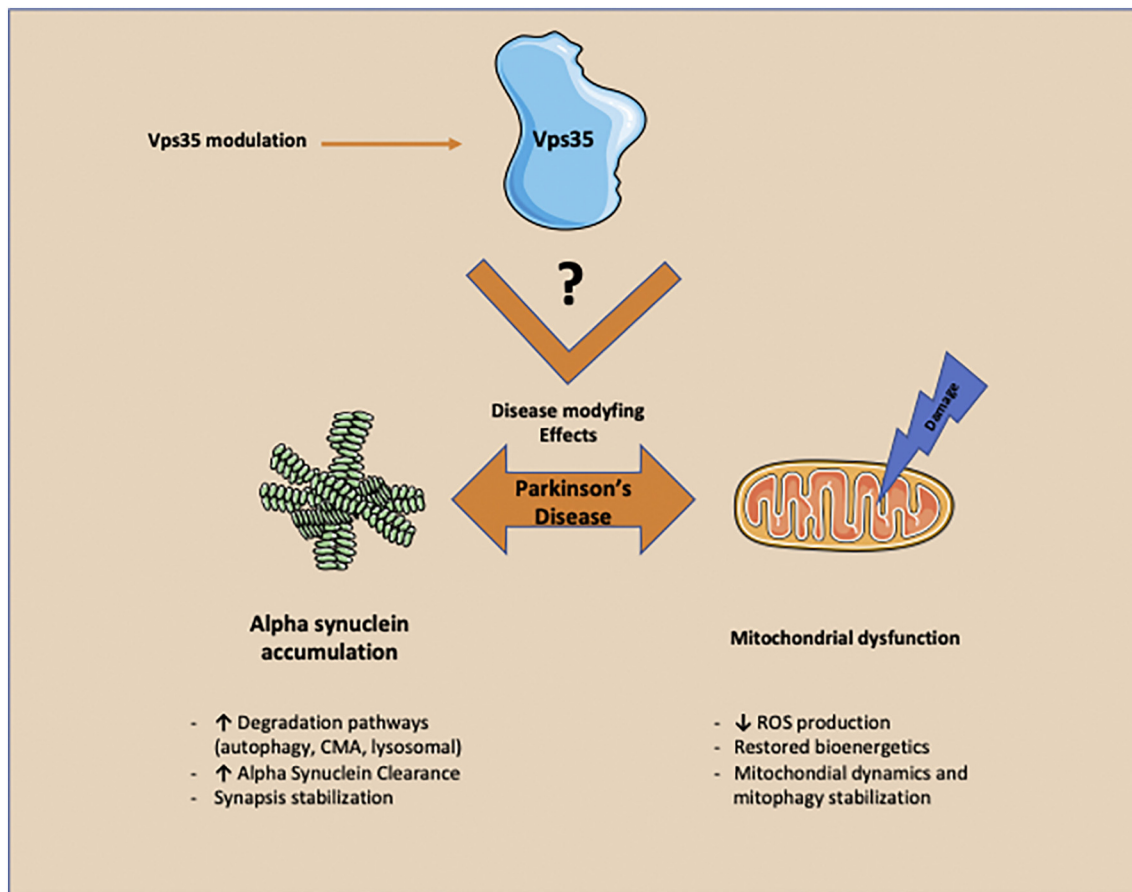 Vps35
Vps35 modulation
?
Disease modyfing
Effects
Damage
Parkinson's
Disease
Alpha synuclein
accumulation
- ↑ Degradation pathways
(autophagy, CMA, lysosomal)
- ↑ Alpha Synuclein Clearance
- Synapsis stabilization
Mitochondrial dysfunction
- ↓ ROS production
- Restored bioenergetics
- Mitochondial dynamics and
mitophagy stabilization